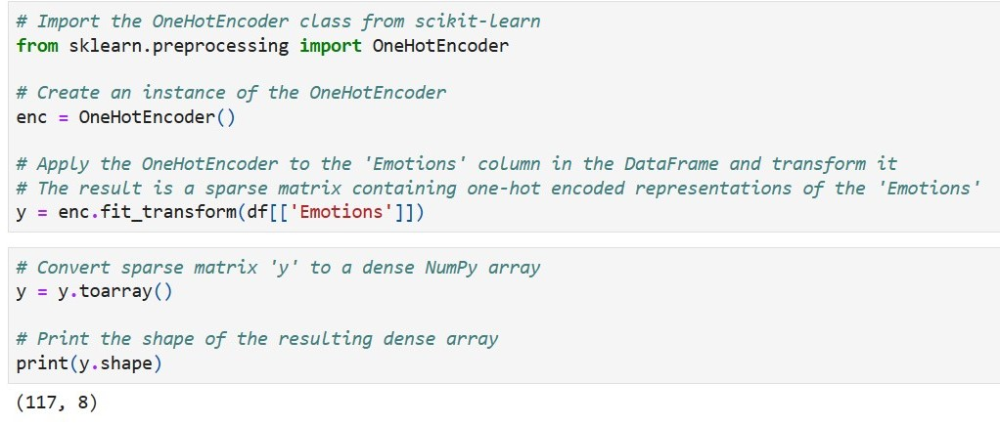 # Import the OneHotEncoder class from scikit-learn
from sklearn.preprocessing import OneHotEncoder
# Create an instance of the OneHotEncoder
enc = OneHotEncoder()
# Apply the OneHotEncoder to the 'Emotions' column in the DataFrame and transform it
# The result is a sparse matrix containing one-hot encoded representations of the 'Emotions'
y = enc.fit_transform(df[['Emotions']])
# Convert sparse matrix 'y' to a dense NumPy array
y = y.toarray()
# Print the shape of the resulting dense array
print(y.shape)
(117, 8)